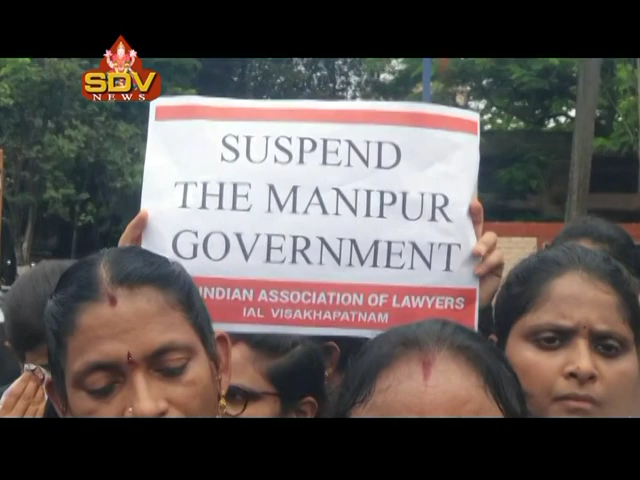 SDV
NEWS
SUSPEND
THE MANIPUR
GOVERNMENT
INDIAN ASSOCIATION OF LAWYERS
IAL VISAKHAPATNAM